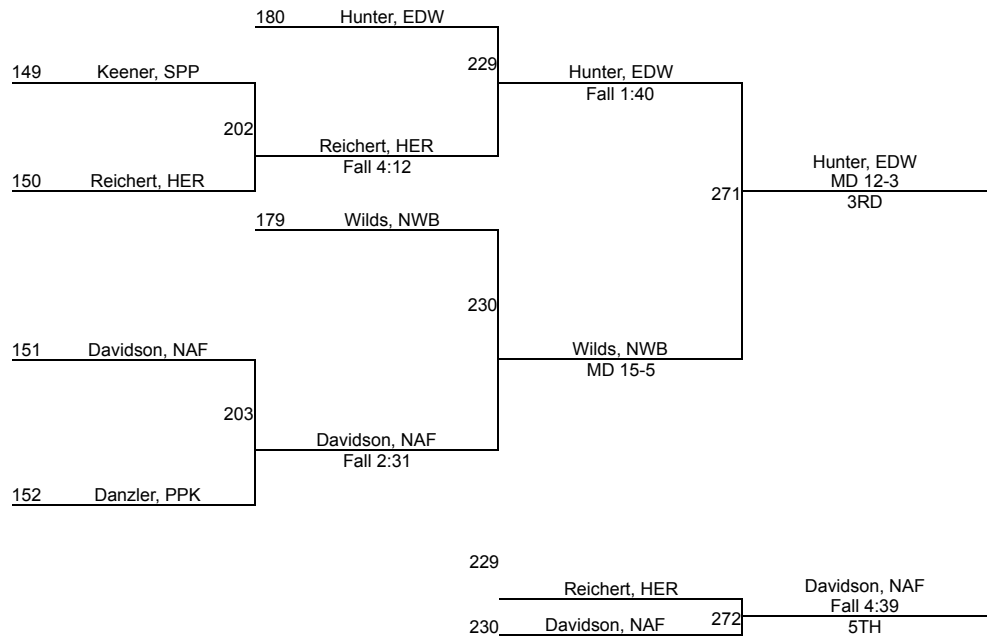 180 Hunter, EDW
229
149 Keener, SPP
Hunter, EDW
Fall 1:40
202
Reichert, HER
Fall 4:12
150 Reichert, HER
271
Hunter, EDW
MD 12-3
3RD
179 Wilds, NWB
230
151 Davidson, NAF
Wilds, NWB
MD 15-5
203
Davidson, NAF
Fall 2:31
152 Danzler, PPK
229
Reichert, HER
230 Davidson, NAF
272
Davidson, NAF
Fall 4:39
5TH